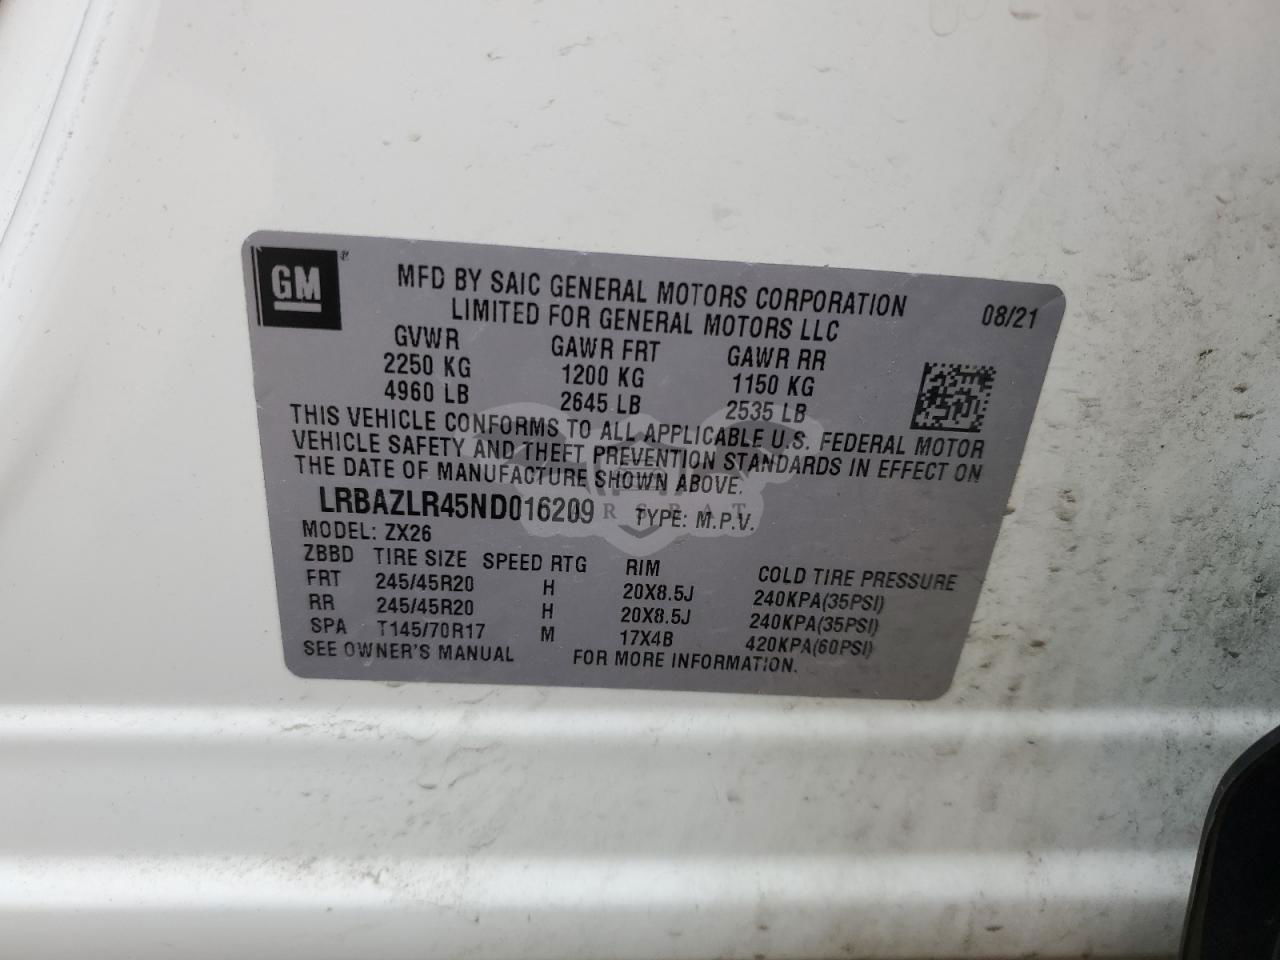 GM
MFD BY SAIC GENERAL MOTORS CORPORATION
LIMITED FOR GENERAL MOTORS LLC
08/21
GVWR GAWR FRT GAWR RR
2250 KG 1200 KG 1150 KG
4960 LB 2645 LB 2535 LB
THIS VEHICLE CONFORMS TO ALL APPLICABLE U.S. FEDERAL MOTOR
VEHICLE SAFETY AND THEFT PREVENTION STANDARDS IN EFFECT ON
THE DATE OF MANUFACTURE SHOWN ABOVE.
LRBAZLR45ND016209 TYPE: M.P.V.
MODEL: ZX26
ZBBD TIRE SIZE SPEED RTG RIM COLD TIRE PRESSURE
FRT 245/45R20 H 20X8.5J 240KPA(35PSI)
RR 245/45R20 H 20X8.5J 240KPA(35PSI)
SPA T145/70R17 M 17X4B 420KPA(60PSI)
SEE OWNER'S MANUAL FOR MORE INFORMATION.